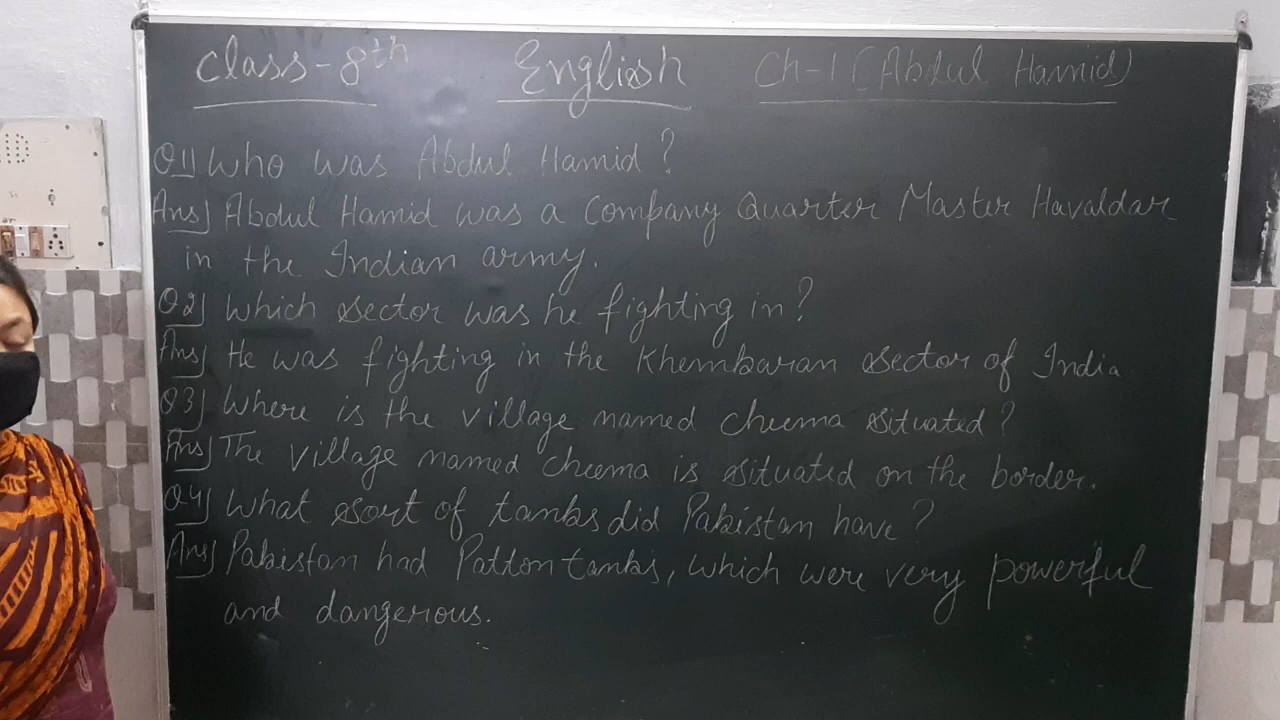 Class-8th English Ch-1 (Abdul Hamid)
Q1] Who was Abdul Hamid?
Ans] Abdul Hamid was a Company Quarter Master Havaldar
in the Indian army.
Q2] Which sector was he fighting in?
Ans] He was fighting in the Khemkaran sector of India
Q3] Where is the village named cheema situated?
Ans] The village named cheema is situated on the border.
Q4] What sort of tanks did Pakistan have?
Ans] Pakistan had Patton tanks, which were very powerful
and dangerous.